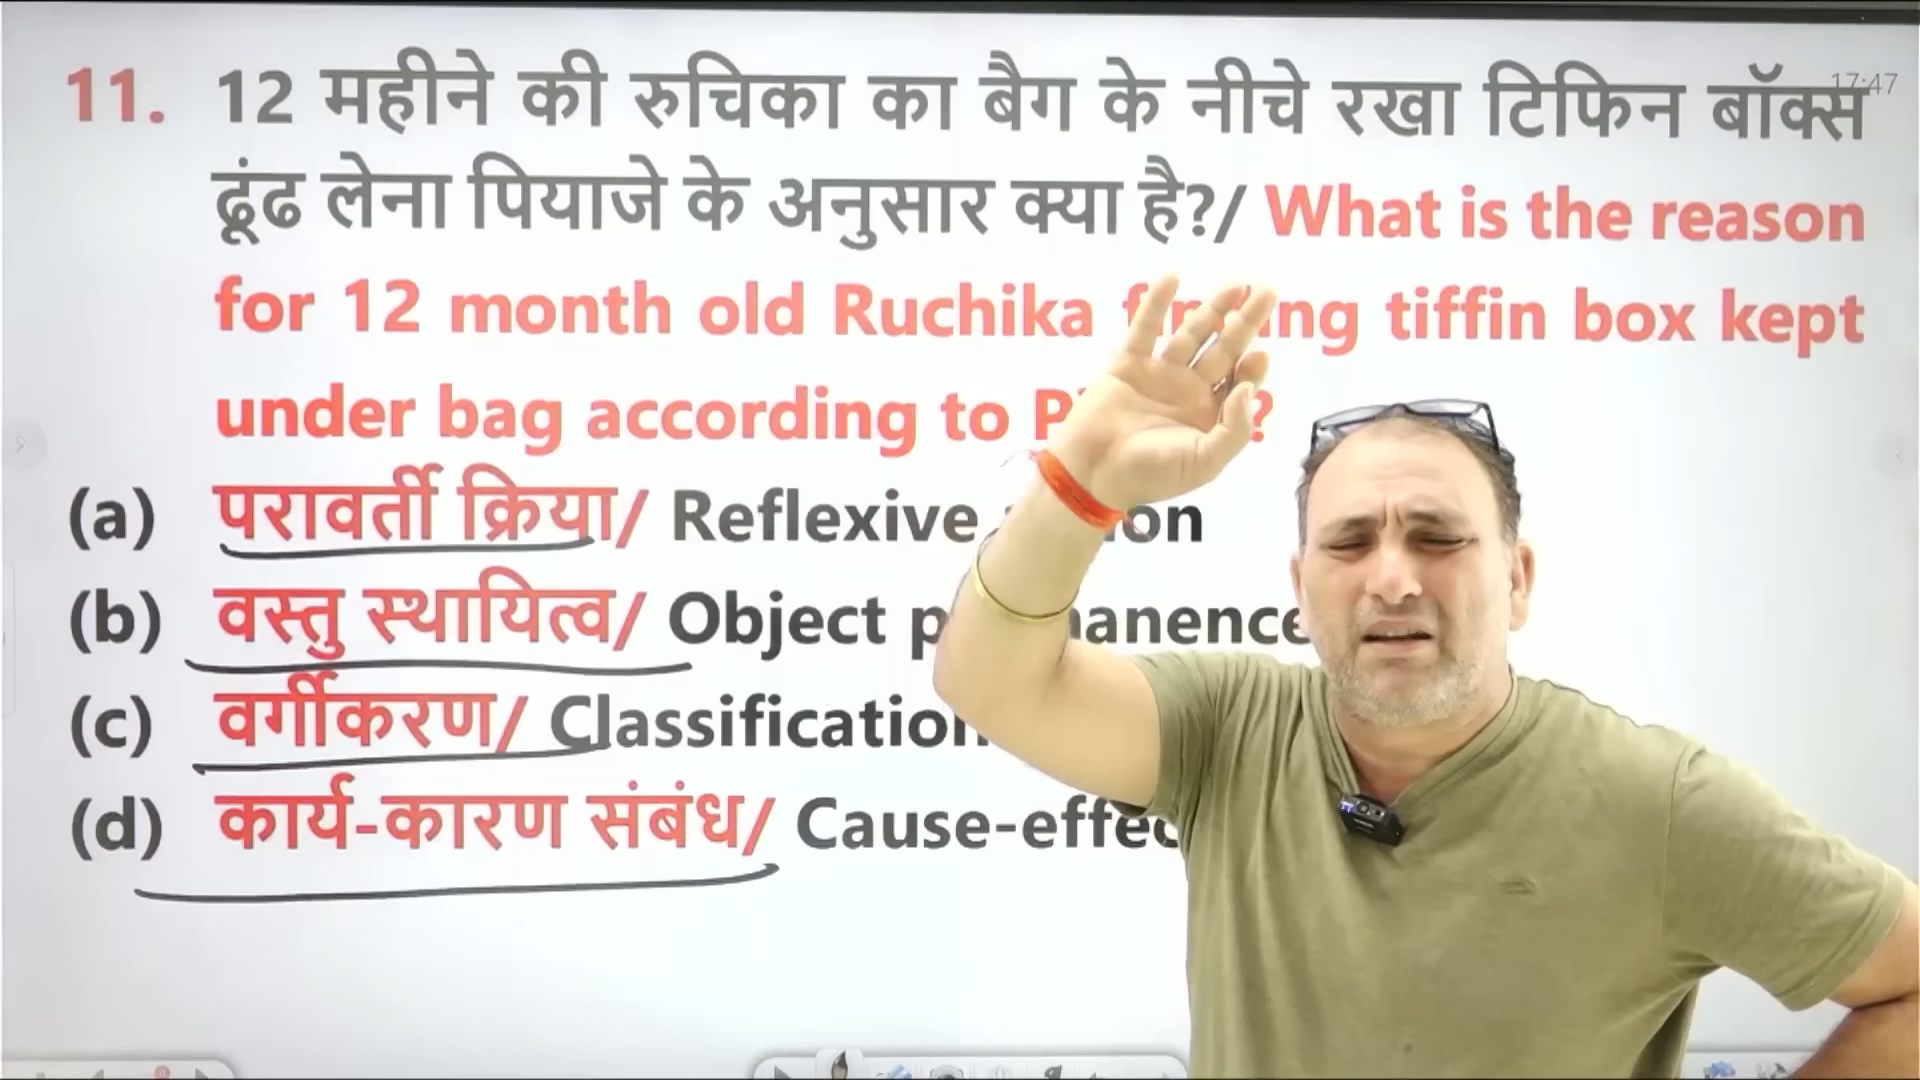 17:47
11. 12 महीने की रुचिका का बैग के नीचे रखा टिफिन बॉक्स
ढूंढ लेना पियाजे के अनुसार क्या है?/ What is the reason
for 12 month old Ruchika tiffin box kept
under bag according to ?
(a) परावर्ती क्रिया/ Reflexive
(b) वस्तु स्थायित्व/ Object
(c) वर्गीकरण/ Classification
(d) कार्य-कारण संबंध/